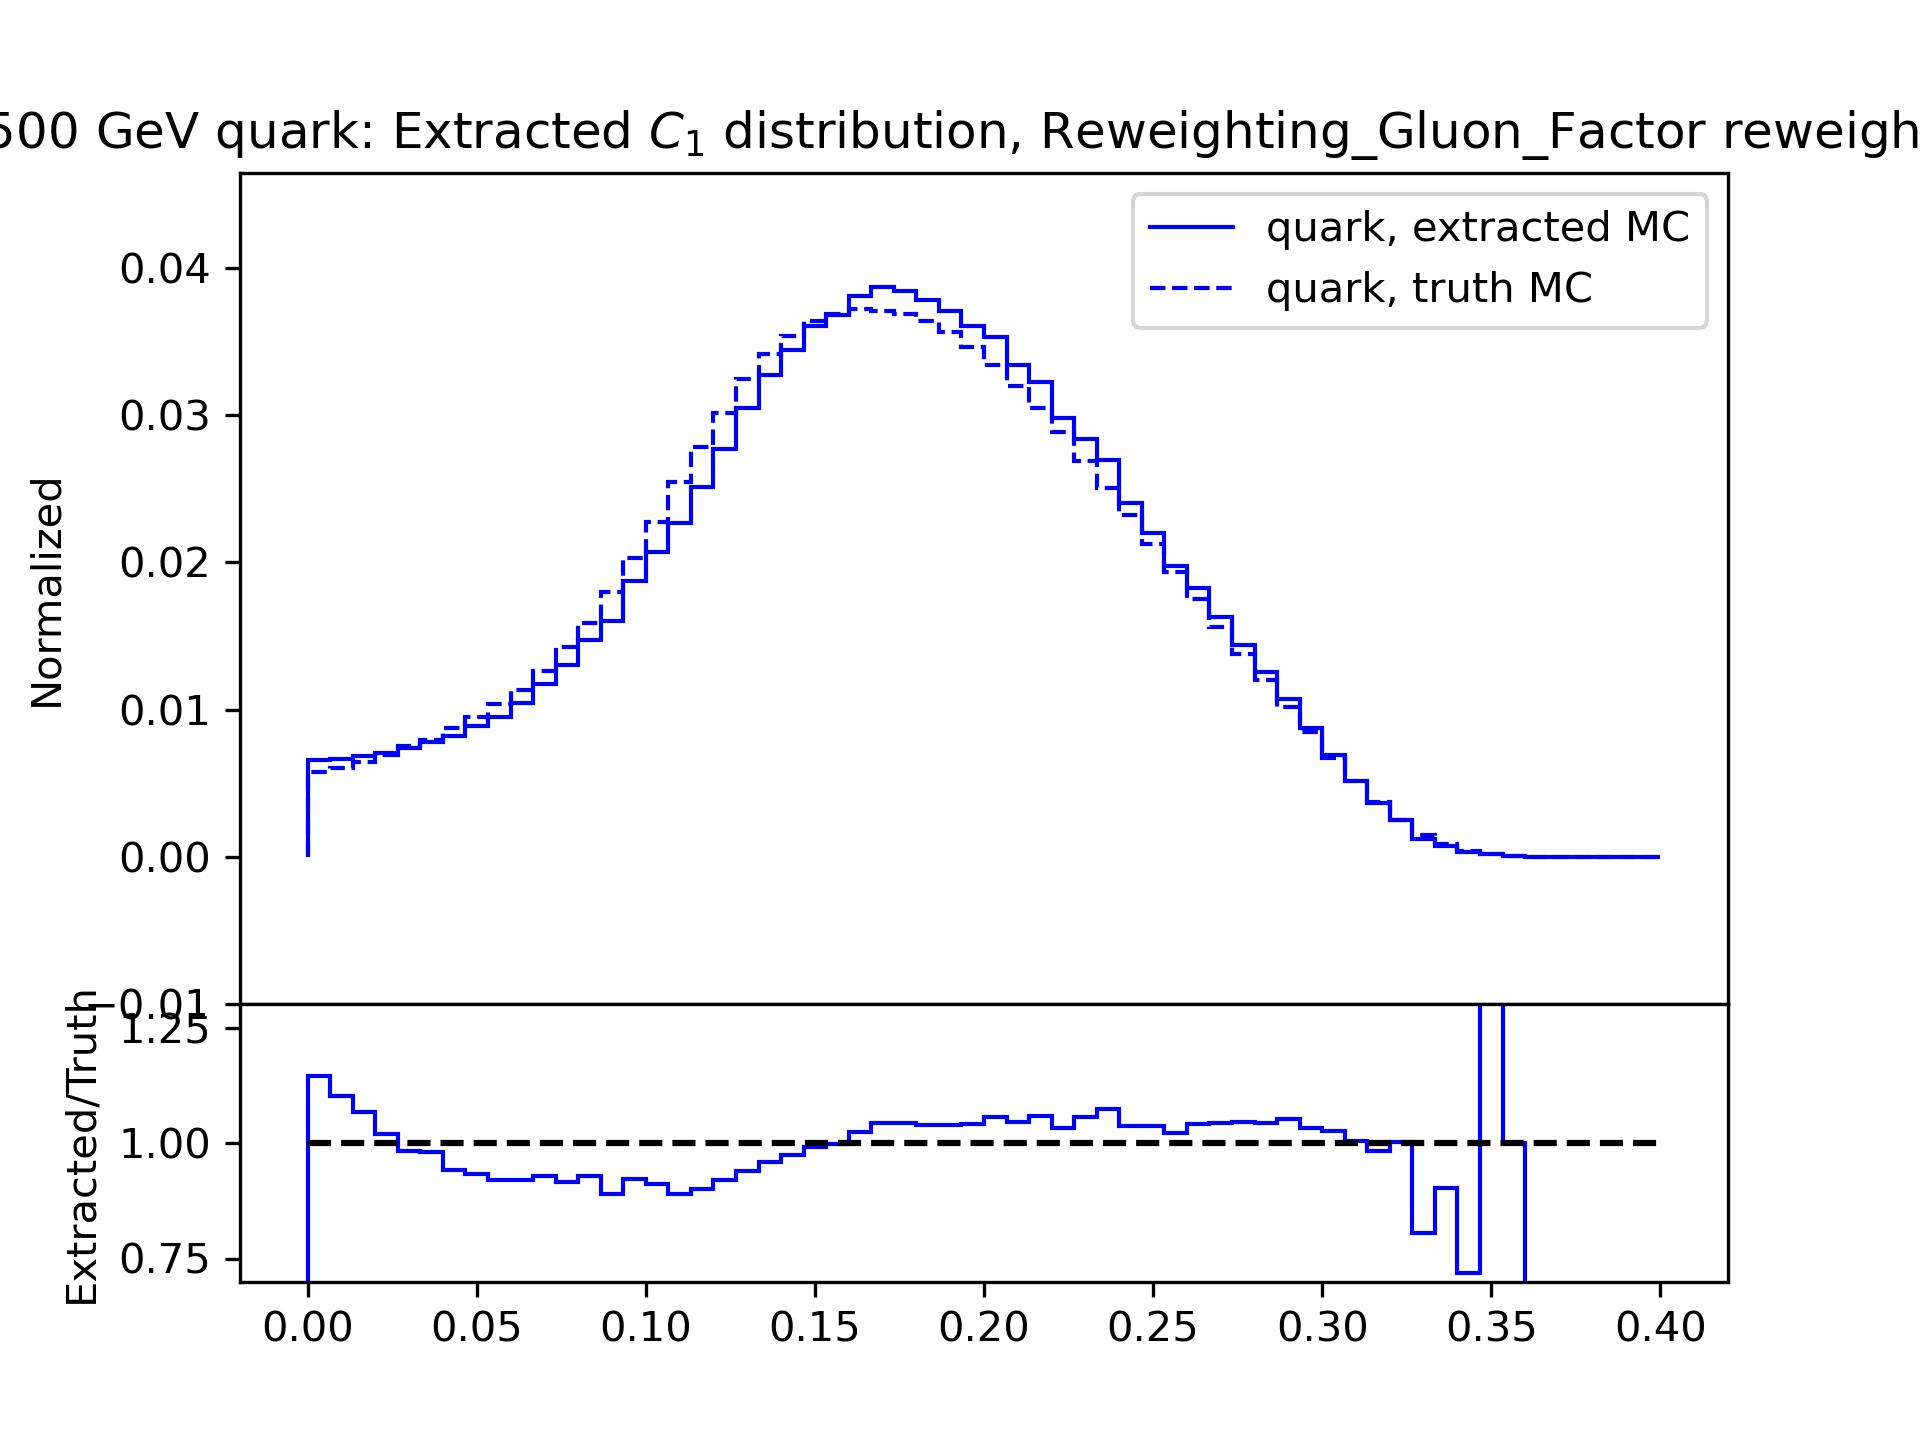 500 GeV quark: Extracted C₁ distribution, Reweighting_Gluon_Factor reweigh
quark, extracted MC
quark, truth MC
Normalized
0.04
0.03
0.02
0.01
0.00
−0.01
Extracted/Truth
1.25
1.00
0.75
0.00 0.05 0.10 0.15 0.20 0.25 0.30 0.35 0.40